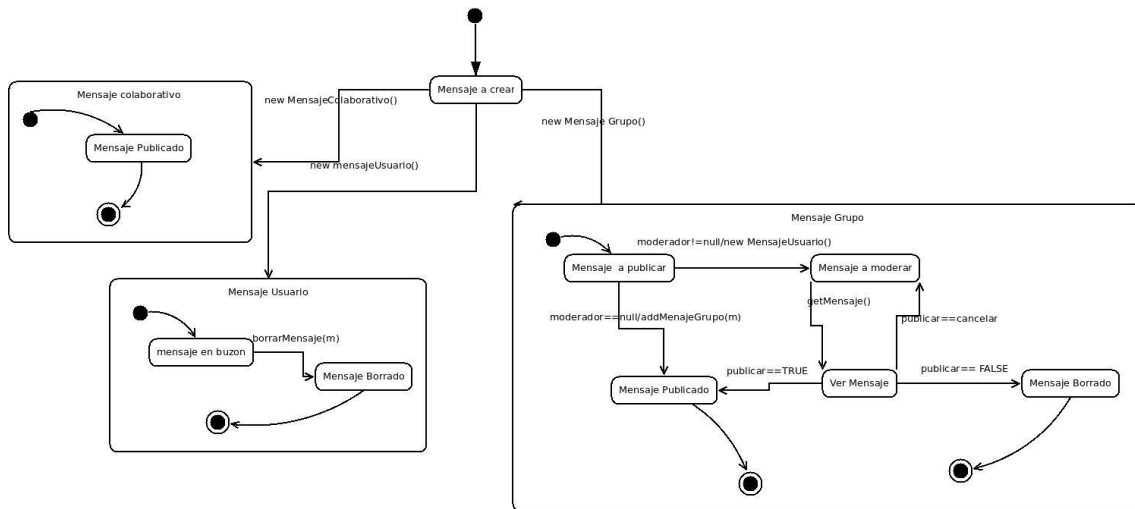 Mensaje a crear
Mensaje colaborativo
new MensajeColaborativo()
new Mensaje Grupo()
Mensaje Publicado
new mensajeUsuario()
Mensaje Grupo
moderador!=null/new MensajeUsuario()
Mensaje a publicar
Mensaje a moderar
Mensaje Usuario
getMensaje()
moderador==null/addMenajeGrupo(m)
publicar==cancelar
borrarMensaje(m)
mensaje en buzon
Mensaje Borrado
publicar==TRUE
publicar== FALSE
Mensaje Publicado
Ver Mensaje
Mensaje Borrado